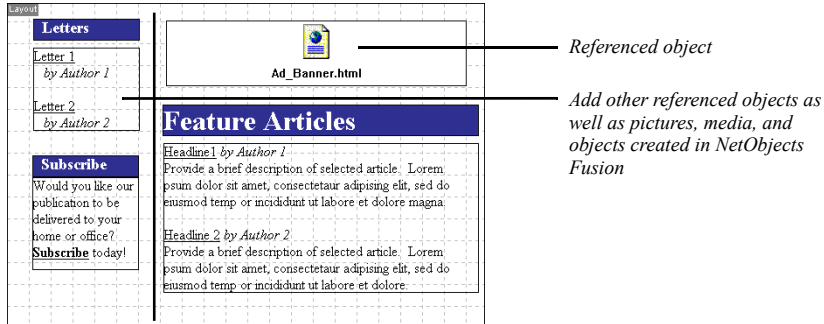 Layout
Letters
Letter 1
by Author 1
Letter 2
by Author 2
Subscribe
Would you like our
publication to be
delivered to your
home or office?
Subscribe today!
Ad_Banner.html
Feature Articles
Headline1 by Author 1
Provide a brief description of selected article. Lorem
psum dolor sit amet, consectetaur adipising elit, sed do
eiusmod temp or incididunt ut labore et dolore magna.
Headline 2 by Author 2
Provide a brief description of selected article. Lorem
psum dolor sit amet, consectetaur adipising elit, sed do
eiusmod temp or incididunt ut labore et dolore.
Referenced object
Add other referenced objects as
well as pictures, media, and
objects created in NetObjects
Fusion